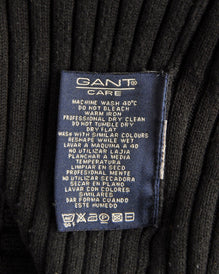 GANT
CARE
MACHINE WASH 40°C
DO NOT BLEACH
WARM IRON
PROFESSIONAL DRY CLEAN
DO NOT TUMBLE DRY
DRY FLAT
WASH WITH SIMILAR COLOURS
RESHAPE WHILE WET
LAVAR A MAQUINA A 40
NO UTILIZAR LAJIA
PLANCHAR A MEDIA
TEMPERATURA
LIMPIAR EN SECO
PROFESIONALMENTE
NO UTILIZAR SECADORA
SECAR EN PLANO
LAVAR CON COLORES
SIMILARES
DAR FORMA CUANDO
ESTE HUMEDO